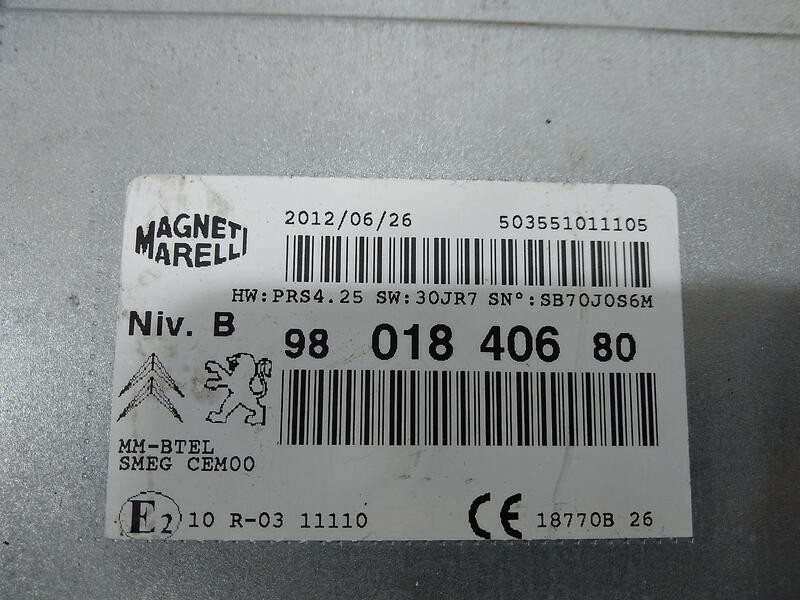 MAGNETI MARELLI
2012/06/26 503551011105
HW:PRS4.25 SW:30JR7 SN°:SB70J0S6M
Niv. B 98 018 406 80
MM-BTEL
SMEG CEM00
E2 10 R-03 11110 CE 18770B 26